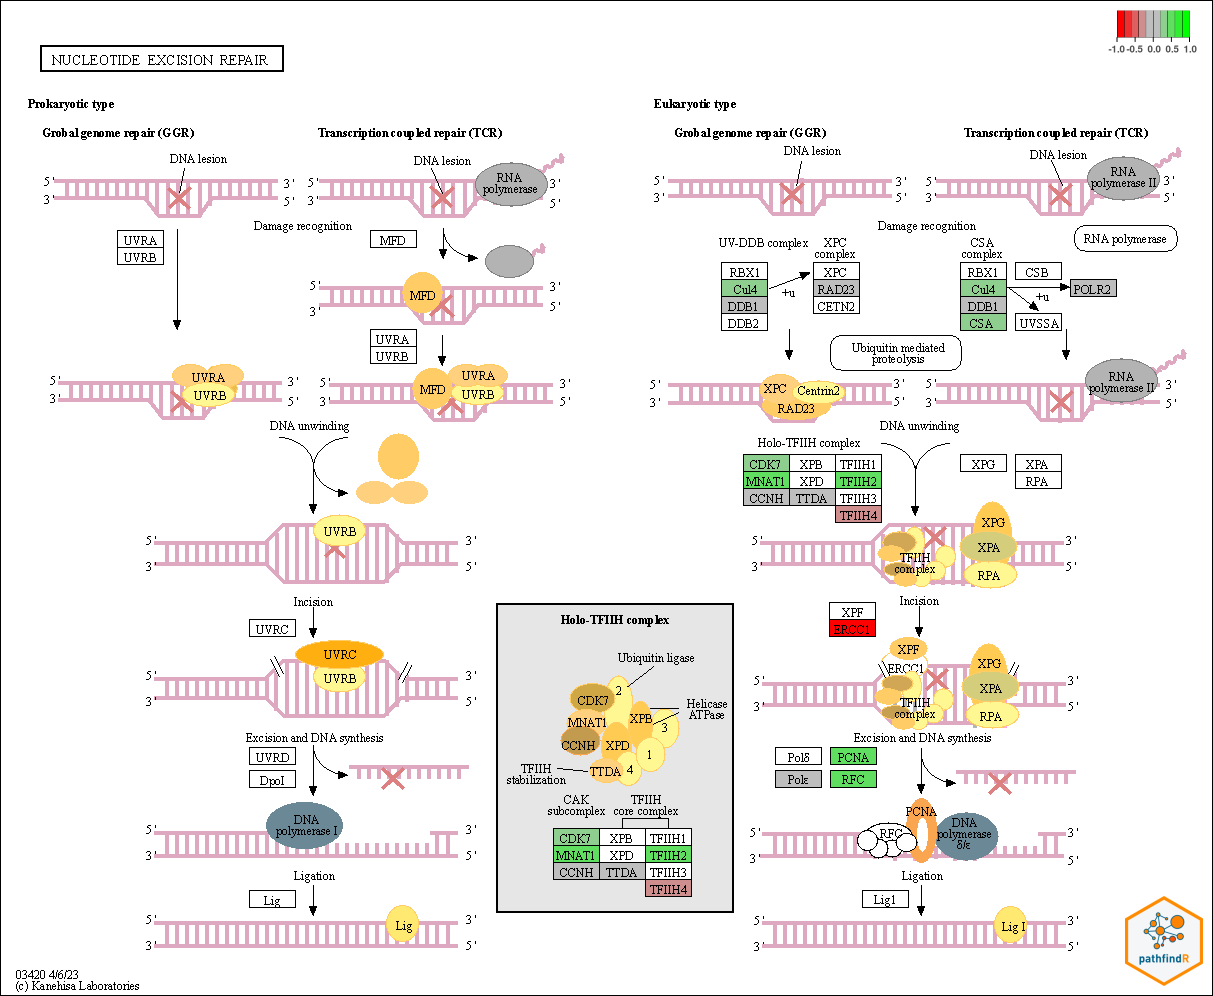 -1.0 -0.5 0.0 0.5 1.0
NUCLEOTIDE EXCISION REPAIR
Prokaryotic type
Grobal genome repair (GGR)
Transcription coupled repair (TCR)
DNA lesion
5'
3'
3'
5'
DNA lesion
RNA
polymerase
5'
3'
3'
5'
Damage recognition
UVRA
UVRB
MFD
5'
3'
MFD
3'
5'
UVRA
UVRB
5'
3'
UVRA
UVRB
3'
5'
5'
3'
MFD
UVRA
UVRB
3'
5'
DNA unwinding
5'
3'
UVRB
3'
5'
Incision
UVRC
5'
3'
UVRC
UVRB
3'
5'
Excision and DNA synthesis
UVRD
DpoI
5'
3'
DNA
polymerase I
3'
5'
Ligation
Lig
5'
3'
Lig
3'
5'
Eukaryotic type
Grobal genome repair (GGR)
Transcription coupled repair (TCR)
DNA lesion
5'
3'
3'
5'
DNA lesion
RNA
polymerase II
5'
3'
3'
5'
Damage recognition
RNA polymerase
UV-DDB complex
RBX1
Cul4
DDB1
DDB2
+u
XPC
complex
XPC
RAD23
CETN2
CSA
complex
RBX1
Cul4
DDB1
CSA
CSB
+u
UVSSA
POLR2
Ubiquitin mediated
proteolysis
5'
3'
XPC
Centrin2
RAD23
3'
5'
5'
3'
RNA
polymerase II
3'
5'
DNA unwinding
Holo-TFIIH complex
CDK7 XPB TFIIH1
MNAT1 XPD TFIIH2
CCNH TTDA TFIIH3
TFIIH4
XPG
XPA
RPA
5'
3'
TFIIH
complex
XPG
XPA
RPA
3'
5'
Incision
XPF
ERCC1
5'
3'
XPF
ERCC1
TFIIH
complex
XPG
XPA
RPA
3'
5'
Excision and DNA synthesis
Polδ PCNA
Polε RFC
5'
3'
RFC
PCNA
DNA
polymerase
δ/ε
3'
5'
Ligation
Lig1
5'
3'
Lig I
3'
5'
Holo-TFIIH complex
Ubiquitin ligase
CDK7
2
MNAT1
XPB
Helicase
ATPase
3
CCNH
XPD
1
TFIIH
stabilization
TTDA
4
CAK
subcomplex
TFIIH
core complex
CDK7 XPB TFIIH1
MNAT1 XPD TFIIH2
CCNH TTDA TFIIH3
TFIIH4
03420 4/6/23
(c) Kanehisa Laboratories
pathfindR